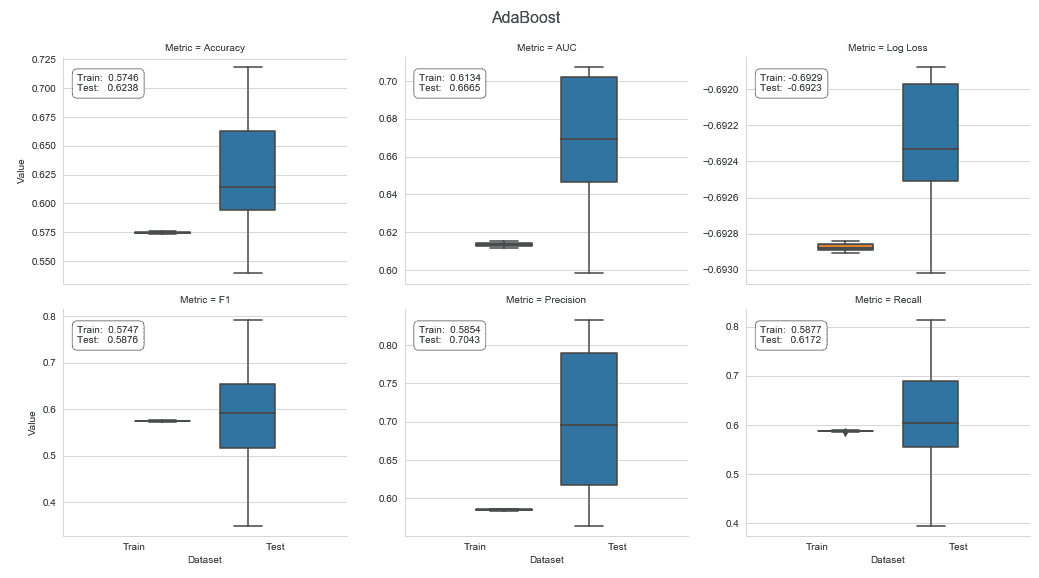 AdaBoost
Metric = Accuracy
0.725
0.700
0.675
0.650
0.625
0.600
0.575
0.550
Value
Train: 0.5746
Test: 0.6238
Metric = AUC
0.70
0.68
0.66
0.64
0.62
0.60
Train: 0.6134
Test: 0.6665
Metric = Log Loss
−0.6920
−0.6922
−0.6924
−0.6926
−0.6928
−0.6930
Train: -0.6929
Test: -0.6923
Metric = F1
0.8
0.7
0.6
0.5
0.4
Value
Train: 0.5747
Test: 0.5876
Train
Test
Dataset
Metric = Precision
0.80
0.75
0.70
0.65
0.60
Train: 0.5854
Test: 0.7043
Train
Test
Dataset
Metric = Recall
0.8
0.7
0.6
0.5
0.4
Train: 0.5877
Test: 0.6172
Train
Test
Dataset